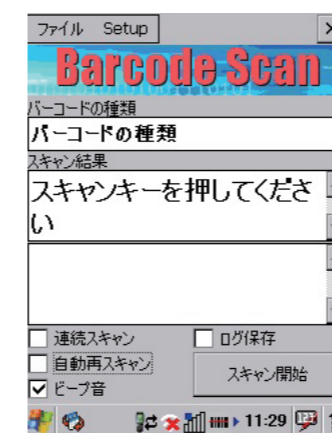 ファイル Setup
Barcode Scan
バーコードの種類
バーコードの種類
スキャン結果
スキャンキーを押してくださ
い
連続スキャン ログ保存
自動再スキャン
スキャン開始
ビープ音
11:29